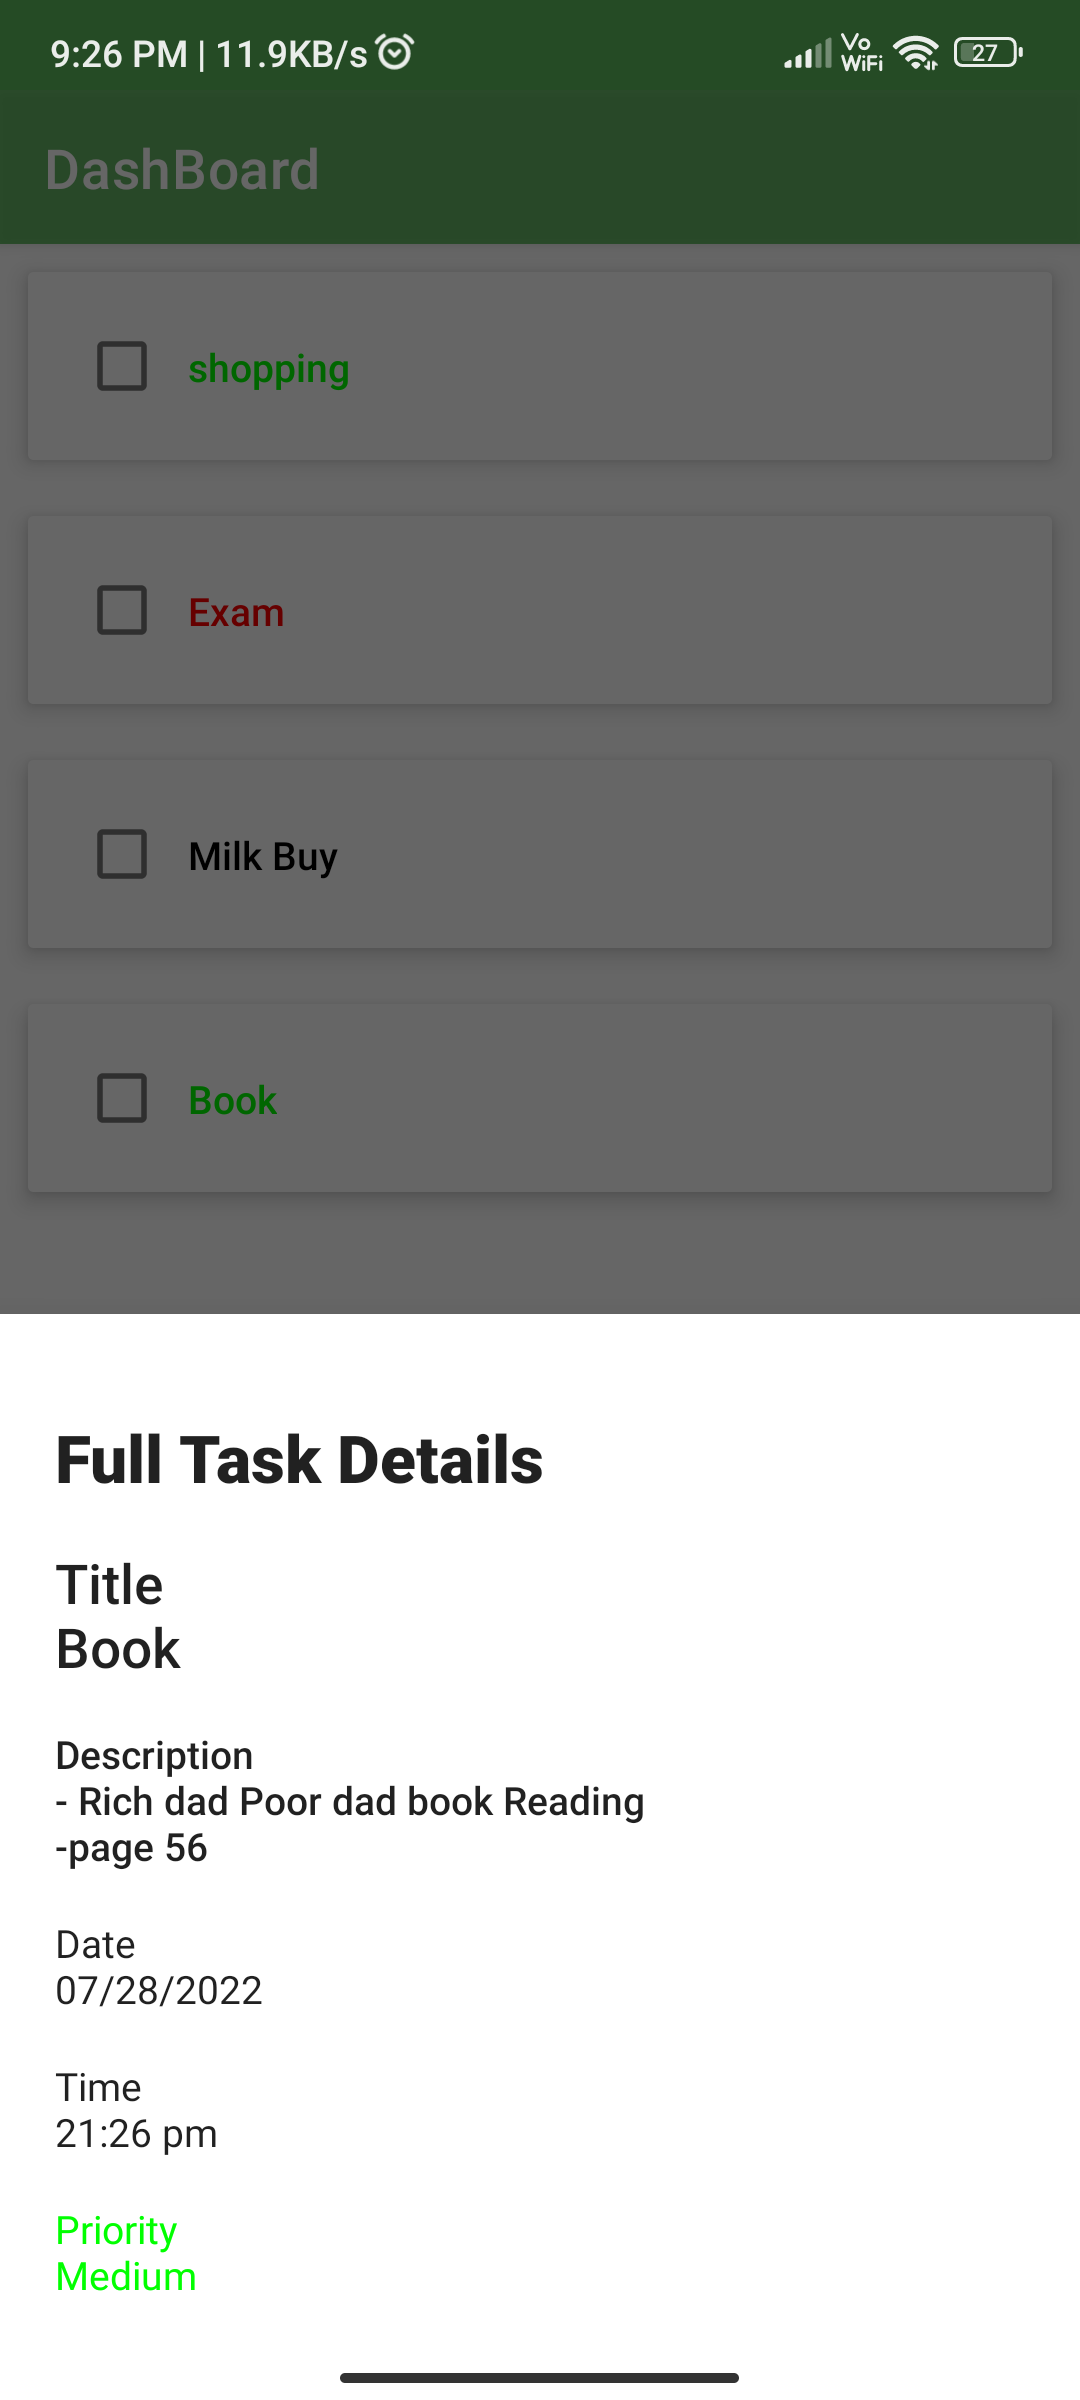 9:26 PM | 11.9KB/s Vo WiFi 27
DashBoard
shopping
Exam
Milk Buy
Book
Full Task Details
Title
Book
Description
- Rich dad Poor dad book Reading
-page 56
Date
07/28/2022
Time
21:26 pm
Priority
Medium